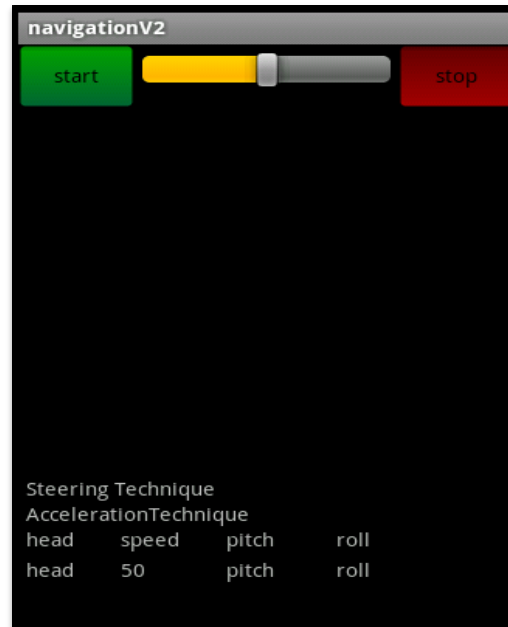 navigationV2
start stop
Steering Technique
AccelerationTechnique
head speed pitch roll
head 50 pitch roll